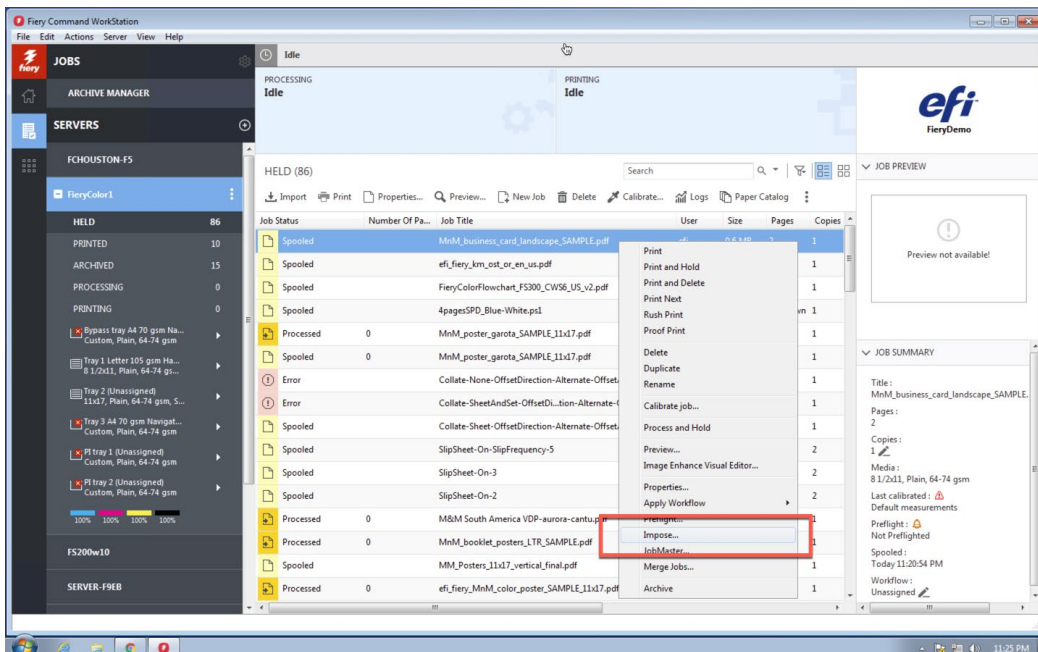 Fiery Command WorkStation
File Edit Actions Server View Help
fiery
JOBS
ARCHIVE MANAGER
SERVERS
FCHOUSTON-F5
FieryColor1
HELD 86
PRINTED 10
ARCHIVED 15
PROCESSING 0
PRINTING 0
Bypass tray A4 70 gsm Na...
Custom, Plain, 64-74 gsm
Tray 1 Letter 105 gsm Ha...
8 1/2x11, Plain, 64-74 gs...
Tray 2 (Unassigned)
11x17, Plain, 64-74 gsm, S...
Tray 3 A4 70 gsm Navigat...
Custom, Plain, 64-74 gsm
PI tray 1 (Unassigned)
Custom, Plain, 64-74 gsm
PI tray 2 (Unassigned)
Custom, Plain, 64-74 gsm
100% 100% 100% 100%
FS200w10
SERVER-F9EB
Idle
PROCESSING
Idle
PRINTING
Idle
HELD (86)
Search
Import Print Properties... Preview... New Job Delete Calibrate... Logs Paper Catalog
Job Status Number Of Pa... Job Title User Size Pages Copies
Spooled MnM_business_card_landscape_SAMPLE.pdf efi 0.6 MB 2 1
Spooled efi_fiery_km_ost_or_en_us.pdf 1
Spooled FieryColorFlowchart_FS300_CWS6_US_v2.pdf 1
Spooled 4pagesSPD_Blue-White.ps1 wn 1
Processed 0 MnM_poster_garota_SAMPLE_11x17.pdf 1
Spooled 0 MnM_poster_garota_SAMPLE_11x17.pdf 1
Error Collate-None-OffsetDirection-Alternate-Offset 1
Error Collate-SheetAndSet-OffsetDi...tion-Alternate- 1
Spooled Collate-Sheet-OffsetDirection-Alternate-Offset 1
Spooled SlipSheet-On-SlipFrequency-5 2
Spooled SlipSheet-On-3 2
Spooled SlipSheet-On-2 2
Processed 0 M&M South America VDP-aurora-cantu.pdf 1
Processed 0 MnM_booklet_posters_LTR_SAMPLE.pdf 1
Spooled MM_Posters_11x17_vertical_final.pdf 1
Processed 0 efi_fiery_MnM_color_poster_SAMPLE_11x17.pdf 1
Print
Print and Hold
Print and Delete
Print Next
Rush Print
Proof Print
Delete
Duplicate
Rename
Calibrate job...
Process and Hold
Preview...
Image Enhance Visual Editor...
Properties...
Apply Workflow
Preflight...
Impose...
JobMaster...
Merge Jobs...
Archive
efi
FieryDemo
JOB PREVIEW
Preview not available!
JOB SUMMARY
Title :
MnM_business_card_landscape_SAMPLE.
Pages :
2
Copies :
1
Media :
8 1/2x11, Plain, 64-74 gsm
Last calibrated :
Default measurements
Preflight :
Not Preflighted
Spooled :
Today 11:20:54 PM
Workflow :
Unassigned
11:25 PM